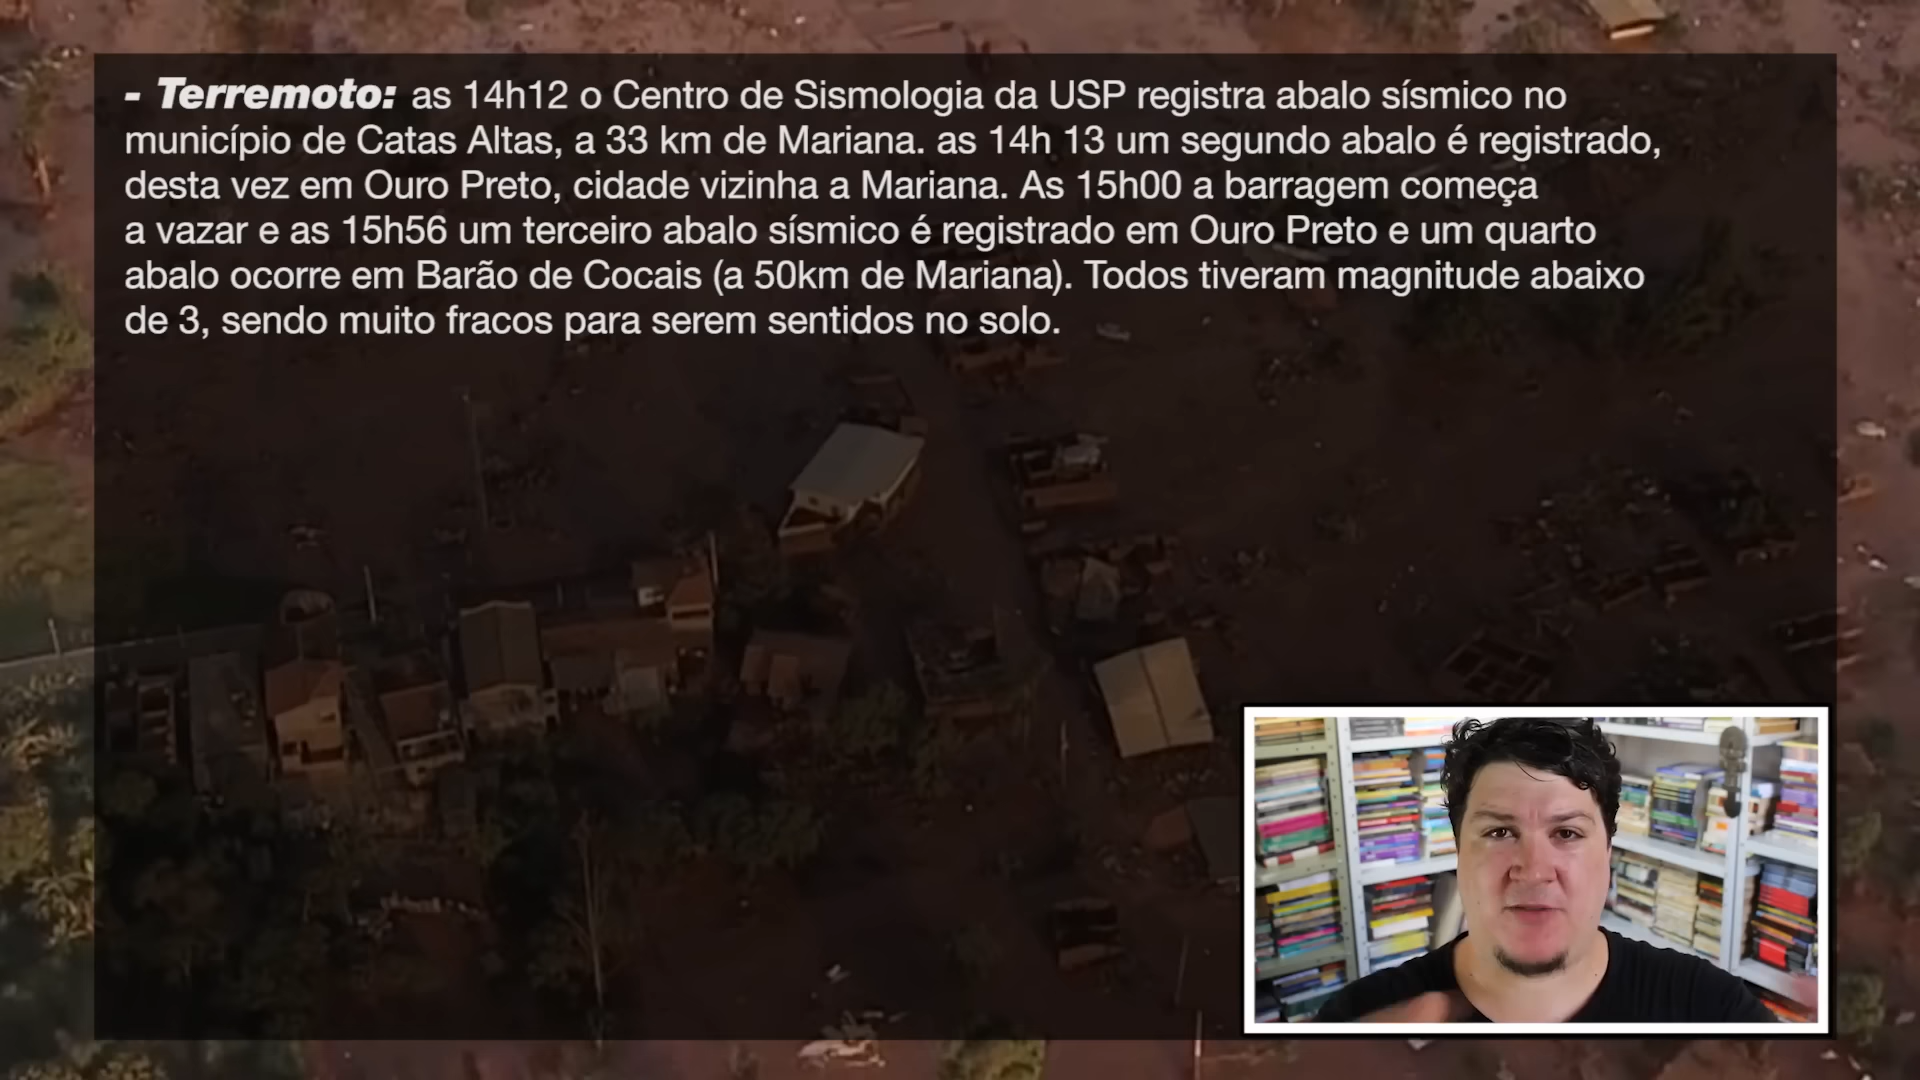 - Terremoto: as 14h12 o Centro de Sismologia da USP registra abalo sísmico no
município de Catas Altas, a 33 km de Mariana. as 14h 13 um segundo abalo é registrado,
desta vez em Ouro Preto, cidade vizinha a Mariana. As 15h00 a barragem começa
a vazar e as 15h56 um terceiro abalo sísmico é registrado em Ouro Preto e um quarto
abalo ocorre em Barão de Cocais (a 50km de Mariana). Todos tiveram magnitude abaixo
de 3, sendo muito fracos para serem sentidos no solo.